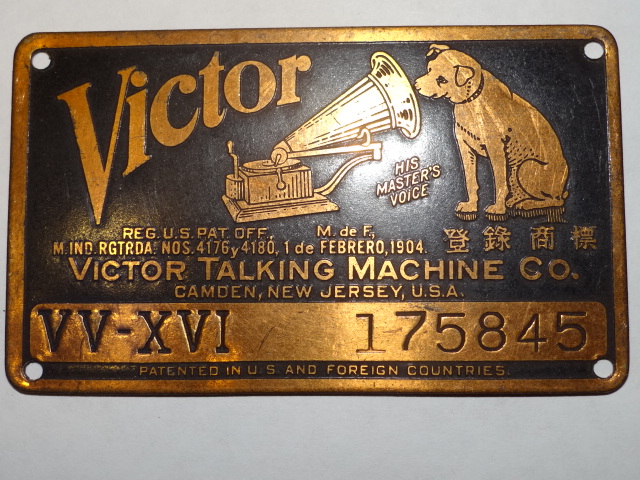 Victor
HIS
MASTER'S
VOICE
REG. U.S. PAT. OFF., M. de F.,
M. IND. RGTRDA. NOS. 4176 y 4180, 1 de FEBRERO, 1904. 登錄商標
VICTOR TALKING MACHINE CO.
CAMDEN, NEW JERSEY, U.S.A.
VV-XVI 175845
PATENTED IN U.S. AND FOREIGN COUNTRIES.